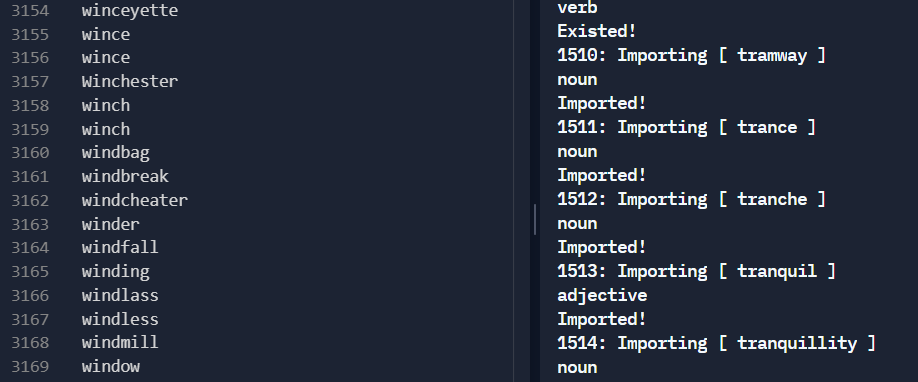 3154 winceyette
3155 wince
3156 wince
3157 Winchester
3158 winch
3159 winch
3160 windbag
3161 windbreak
3162 windcheater
3163 winder
3164 windfall
3165 winding
3166 windlass
3167 windless
3168 windmill
3169 window
verb
Existed!
1510: Importing [ tramway ]
noun
Imported!
1511: Importing [ trance ]
noun
Imported!
1512: Importing [ tranche ]
noun
Imported!
1513: Importing [ tranquil ]
adjective
Imported!
1514: Importing [ tranquillity ]
noun